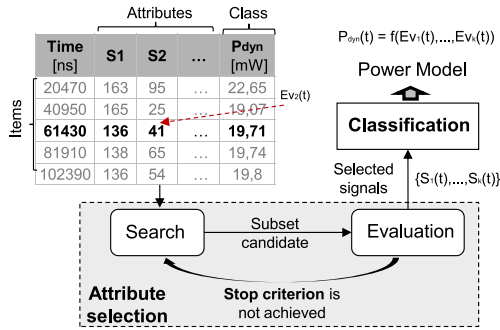 Attributes Class
Time [ns] S1 S2 ... Pdyn [mW]
20470 163 95 ... 22,65
40950 165 25 ... 19,07
61430 136 41 ... 19,71
81910 138 65 ... 19,74
102390 136 54 ... 19,8
Items
Ev2(t)
Pdyn(t) = f(Ev1(t),...,Evk(t))
Power Model
Classification
Selected
signals
{S1(t),...,Sk(t)}
Search
Subset
candidate
Evaluation
Stop criterion is
not achieved
Attribute
selection